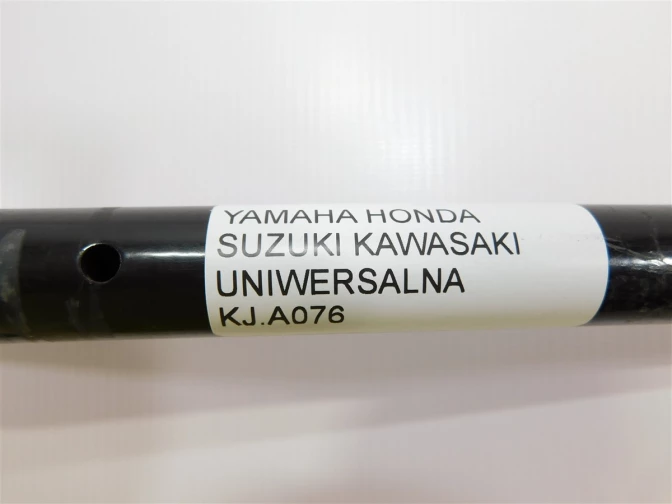 YAMAHA HONDA
SUZUKI KAWASAKI
UNIWERSALNA
KJ.A076